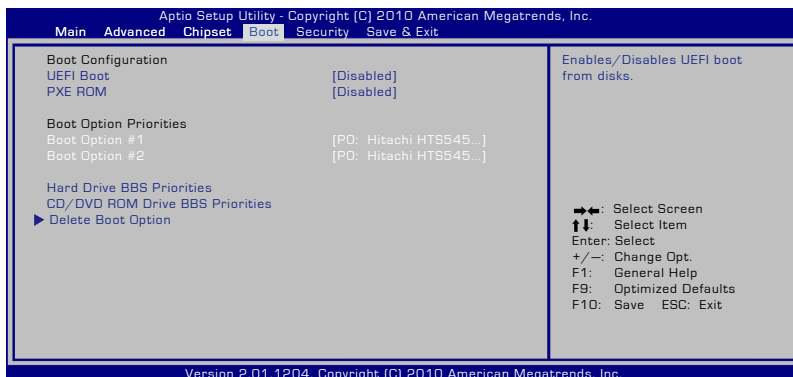 Aptio Setup Utility - Copyright (C) 2010 American Megatrends, Inc.
Main Advanced Chipset Boot Security Save & Exit
Boot Configuration
UEFI Boot [Disabled]
PXE ROM [Disabled]
Boot Option Priorities
Boot Option #1 [P0: Hitachi HTS545...]
Boot Option #2 [P0: Hitachi HTS545...]
Hard Drive BBS Priorities
CD/DVD ROM Drive BBS Priorities
Delete Boot Option
Enables/Disables UEFI boot
from disks.
→←: Select Screen
↑↓: Select Item
Enter: Select
+/—: Change Opt.
F1: General Help
F9: Optimized Defaults
F10: Save ESC: Exit
Version 2.01.1204. Copyright (C) 2010 American Megatrends, Inc.